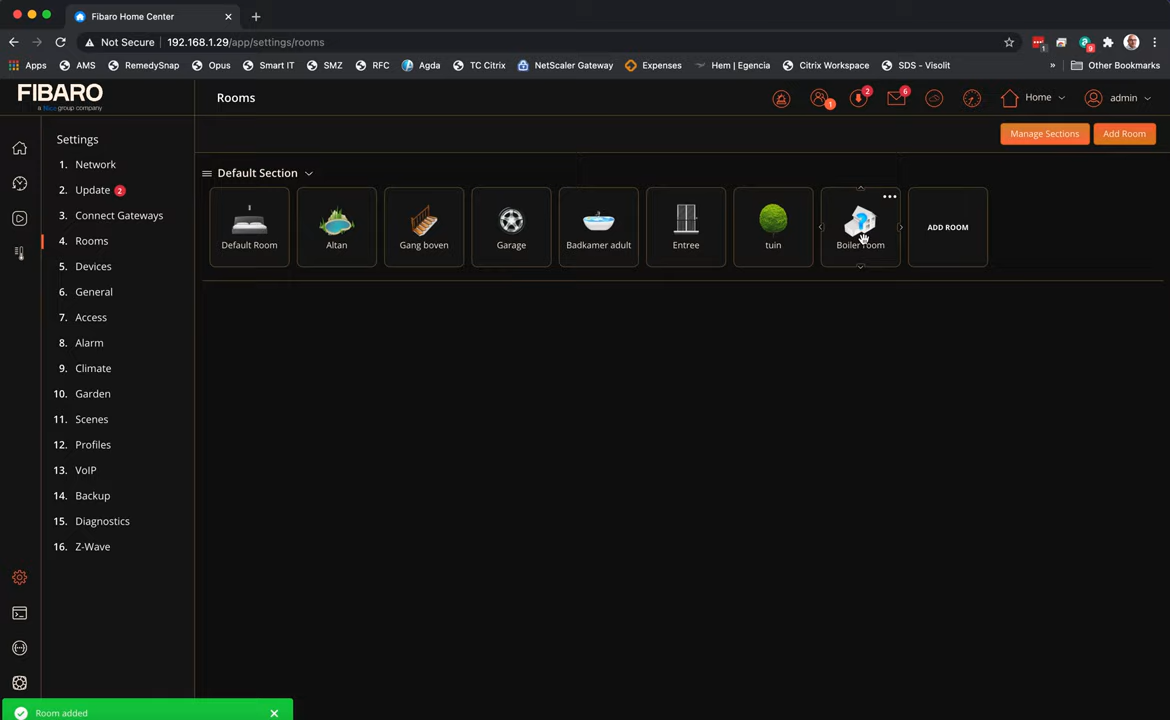 Fibaro Home Center
Not Secure 192.168.1.29/app/settings/rooms
1
9
Apps AMS RemedySnap Opus Smart IT SMZ RFC Agda TC Citrix NetScaler Gateway Expenses Hem | Egencia Citrix Workspace SDS - Visolit » Other Bookmarks
FIBARO
Rooms
1 2 6 Home admin
Settings
Manage Sections Add Room
1. Network
2. Update 2
3. Connect Gateways
4. Rooms
5. Devices
6. General
7. Access
8. Alarm
9. Climate
10. Garden
11. Scenes
12. Profiles
13. VoIP
14. Backup
15. Diagnostics
16. Z-Wave
Default Section
Default Room Altan Gang boven Garage Badkamer adult Entree tuin Boiler room ADD ROOM
Room added